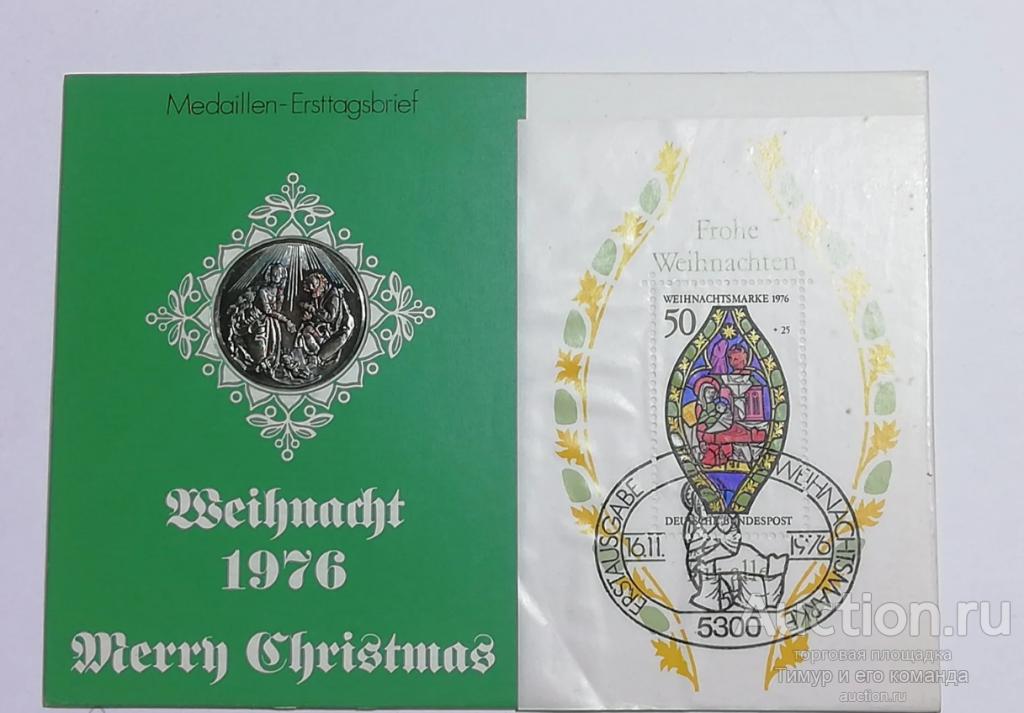 Medaillen-Ersttagsbrief
Weihnacht
1976
Merry Christmas
Frohe
Weihnachten
WEIHNACHTSMARKE 1976
50
+ 25
DEUTSCHE BUNDESPOST
ERSTAUSGABE WEIHNACHTSMARKE
16.11. 1976
5300
Auction.ru
торговая площадка
Тимур и его команда
auction.ru